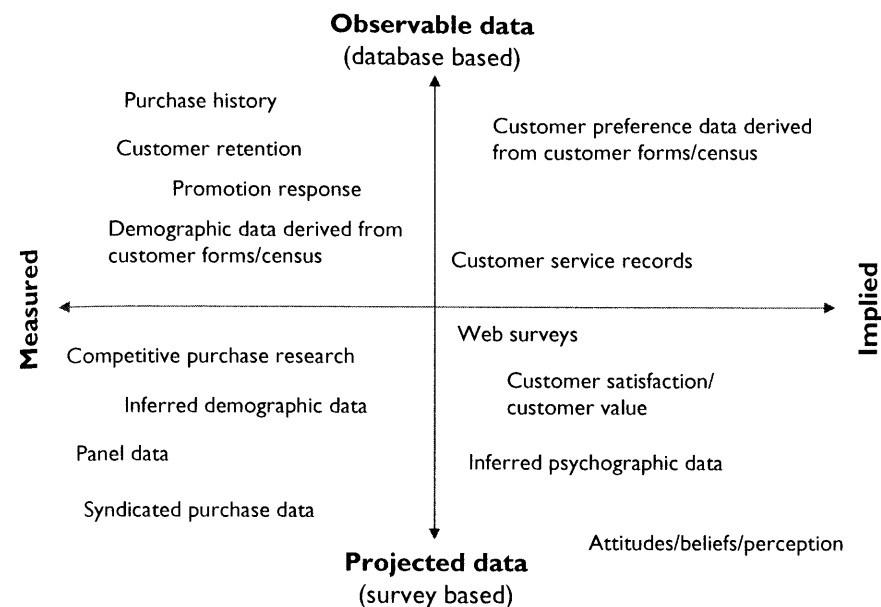 Observable data
(database based)
Purchase history
Customer retention
Promotion response
Demographic data derived from
customer forms/census
Customer preference data derived
from customer forms/census
Customer service records
Measured
Implied
Competitive purchase research
Inferred demographic data
Panel data
Syndicated purchase data
Web surveys
Customer satisfaction/
customer value
Inferred psychographic data
Attitudes/beliefs/perception
Projected data
(survey based)